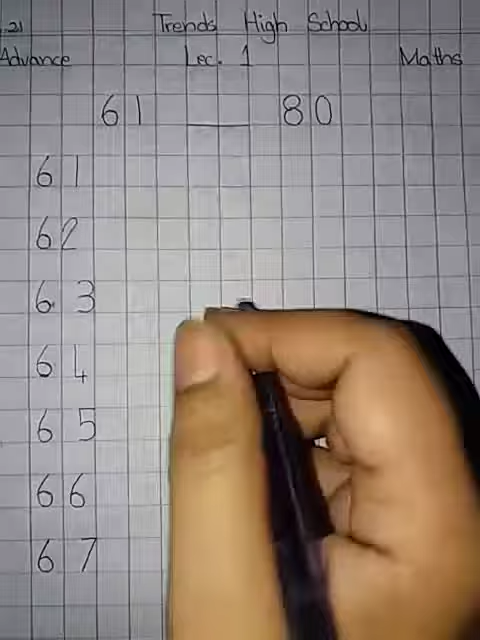 .21 Trends High School
Advance Lec. 1 Maths
61 ___ 80
61
62
63
64
65
66
67